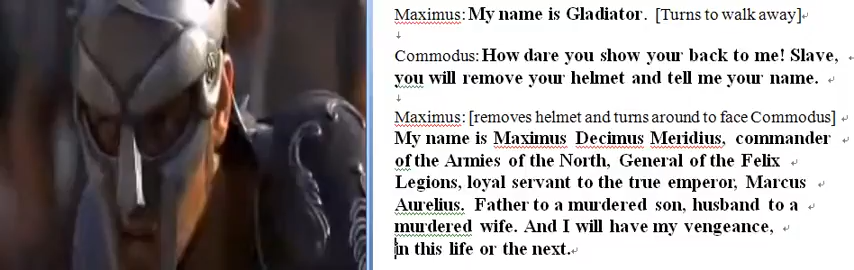 Maximus: My name is Gladiator. [Turns to walk away]↵
↓
Commodus: How dare you show your back to me! Slave, ↵
you will remove your helmet and tell me your name. ↵
↓
Maximus: [removes helmet and turns around to face Commodus] ↵
My name is Maximus Decimus Meridius, commander ↵
of the Armies of the North, General of the Felix ↵
Legions, loyal servant to the true emperor, Marcus ↵
Aurelius. Father to a murdered son, husband to a ↵
murdered wife. And I will have my vengeance, ↵
in this life or the next.↵